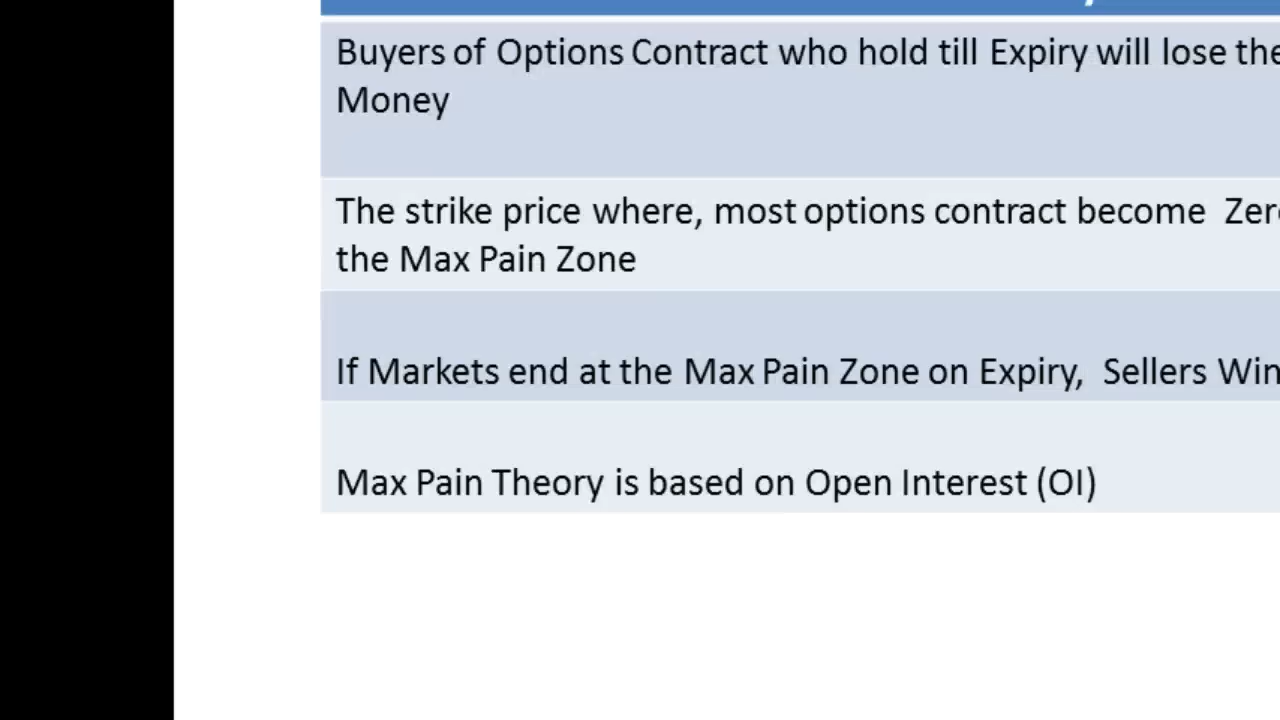 Buyers of Options Contract who hold till Expiry will lose the
Money
The strike price where, most options contract become Zero
the Max Pain Zone
If Markets end at the Max Pain Zone on Expiry, Sellers Win
Max Pain Theory is based on Open Interest (OI)